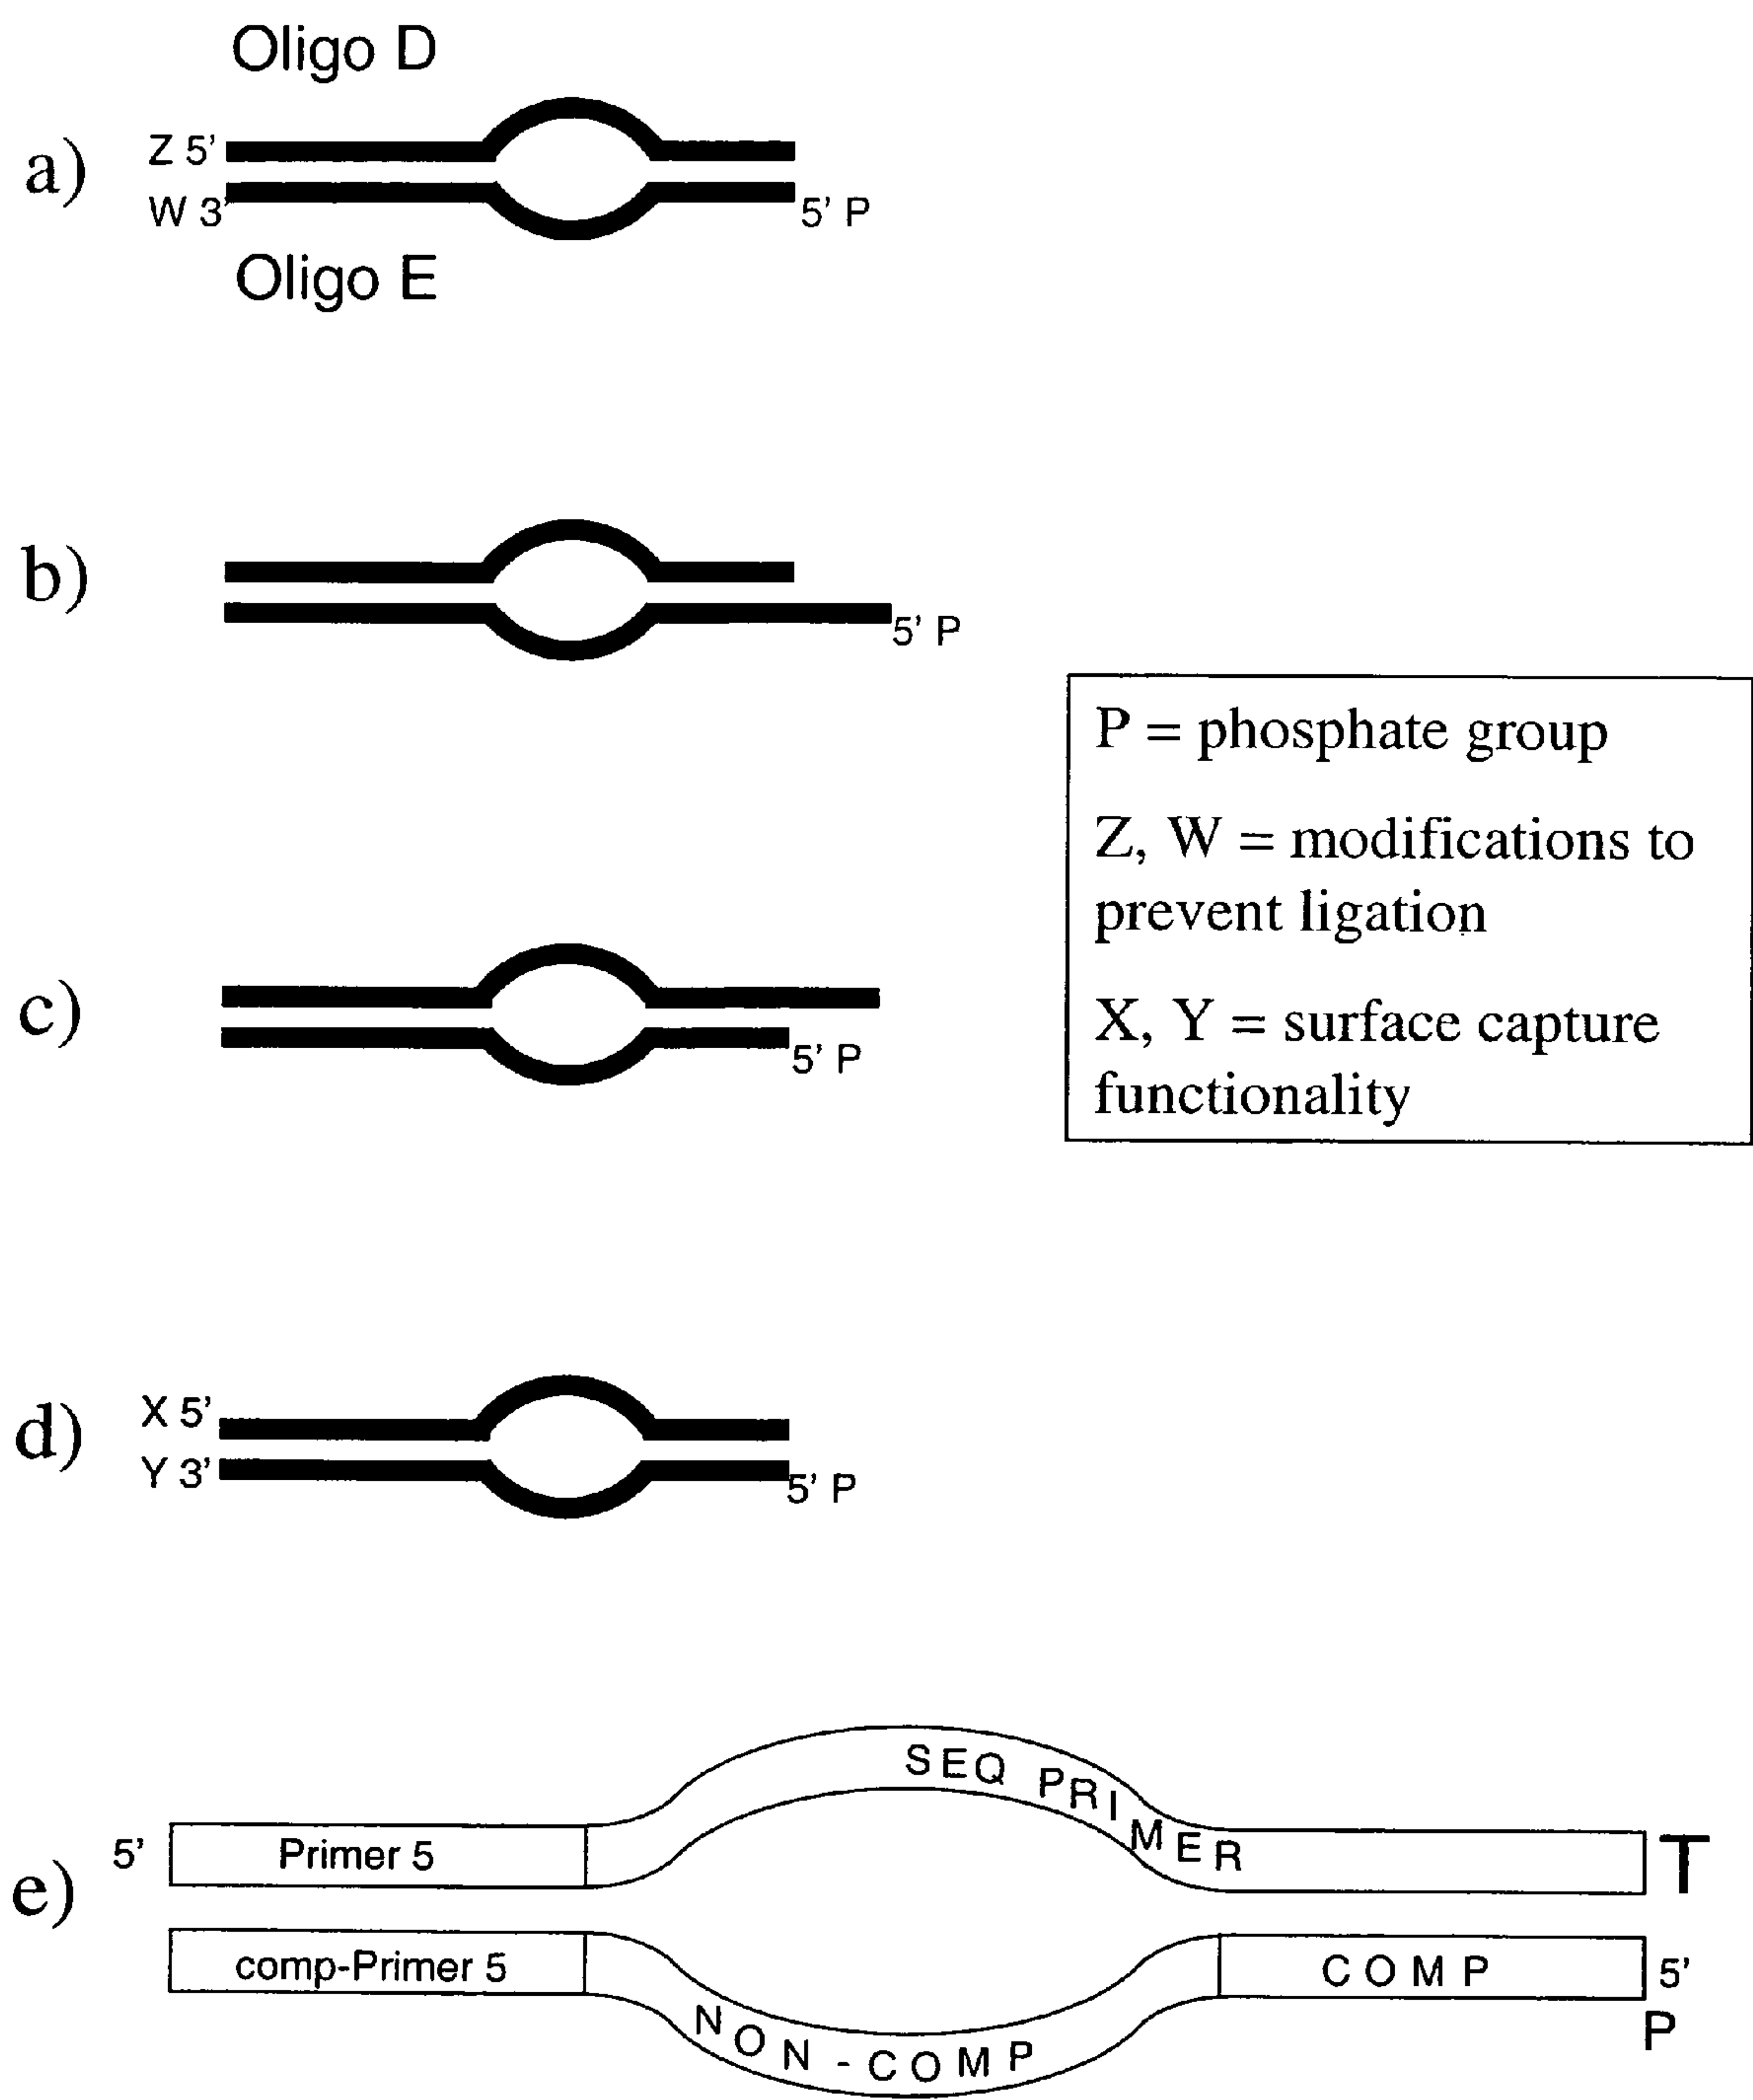 Oligo D
a)
Z 5'
W 3'
5' P
Oligo E
b)
5' P
P = phosphate group
Z, W = modifications to
prevent ligation
X, Y = surface capture
functionality
c)
5' P
d)
X 5'
Y 3'
5' P
e)
5'
Primer 5
SEQ PRIMER
T
comp-Primer 5
NON-COMP
COMP
5'
P